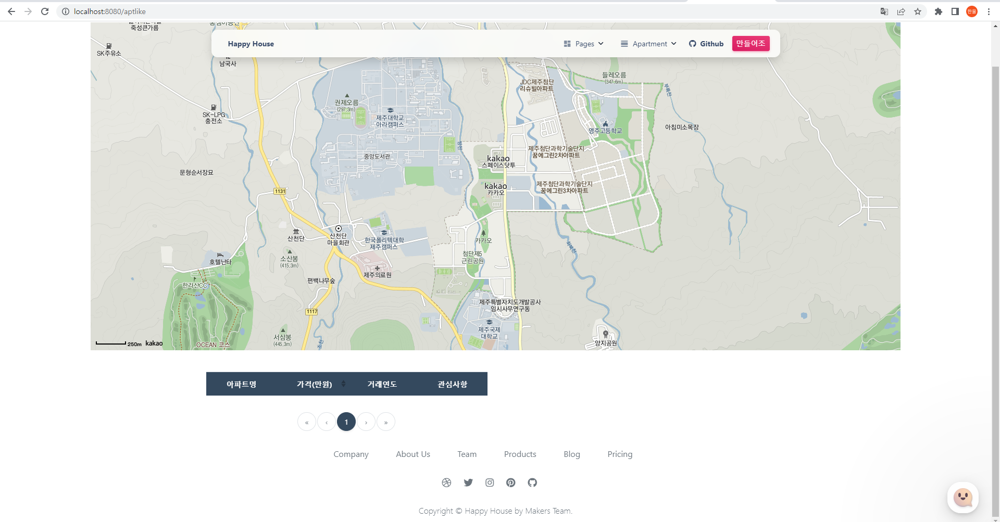 localhost:8080/aptlike
한울
죽성큰가름
SK주유소
남국사
Happy House
Pages
Apartment
Github
만들어조
들레오름
(347.6m)
JDC제주첨단
리슈빌아파트
권제오름
(297.3m)
SK-LPG
충전소
제주대학교
아라캠퍼스
영주고등학교
아침미소목장
중앙도서관
제주첨단과학기술단지
꿈에그린2차아파트
kakao
스페이스닷투
문형순서장묘
kakao
카카오
제주첨단과학기술단지
꿈에그린3차아파트
1131
산천단
산천단
마을회관
한국폴리텍대학
제주캠퍼스
카카오
호텔난타
소산봉
(415.3m)
첨단제5
근린공원
제주의료원
편백나무숲
한라산CC
제주특별자치도개발공사
임시사무연구동
1117
제주국제
대학교
서삼봉
(445.3m)
양지공원
OCEAN 코스
250m kakao
아파트명 가격(만원) 거래연도 관심사항
« ‹ 1 › »
Company About Us Team Products Blog Pricing
Copyright © Happy House by Makers Team.